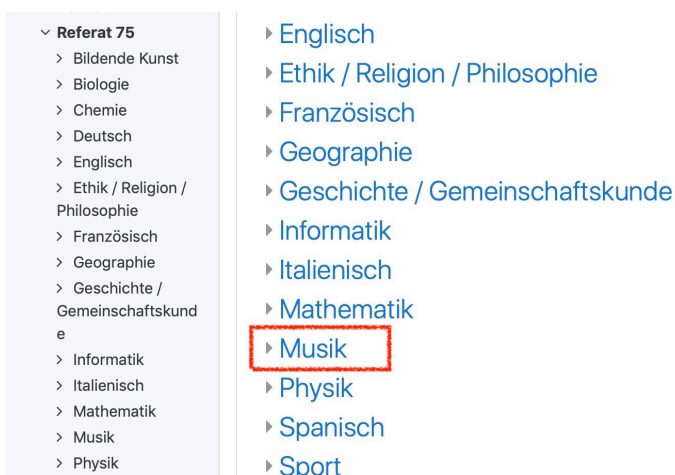 Referat 75
Bildende Kunst
Biologie
Chemie
Deutsch
Englisch
Ethik / Religion /
Philosophie
Französisch
Geographie
Geschichte /
Gemeinschaftskund
e
Informatik
Italienisch
Mathematik
Musik
Physik
Englisch
Ethik / Religion / Philosophie
Französisch
Geographie
Geschichte / Gemeinschaftskunde
Informatik
Italienisch
Mathematik
Musik
Physik
Spanisch
Sport